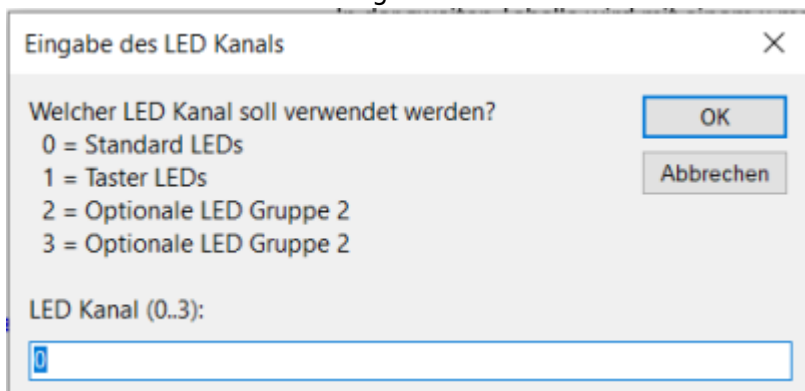 Eingabe des LED Kanals
Welcher LED Kanal soll verwendet werden?
0 = Standard LEDs
1 = Taster LEDs
2 = Optionale LED Gruppe 2
3 = Optionale LED Gruppe 2
OK
Abbrechen
LED Kanal (0..3):
0